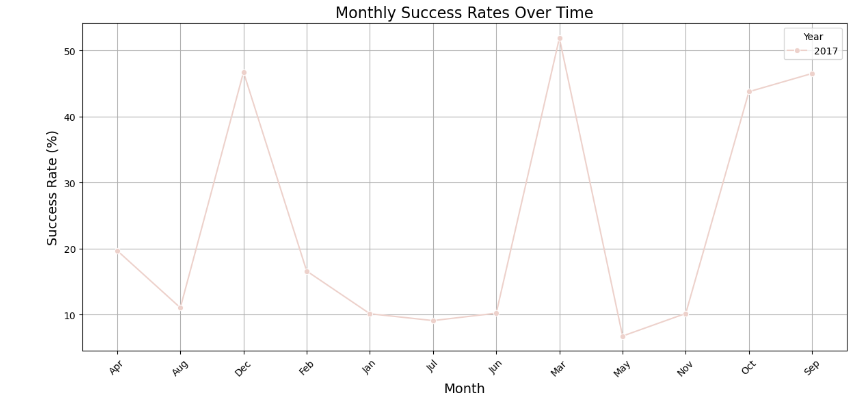 Monthly Success Rates Over Time
Year
2017
Success Rate (%)
50
40
30
20
10
Apr
Aug
Dec
Feb
Jan
Jul
Jun
Mar
May
Nov
Oct
Sep
Month